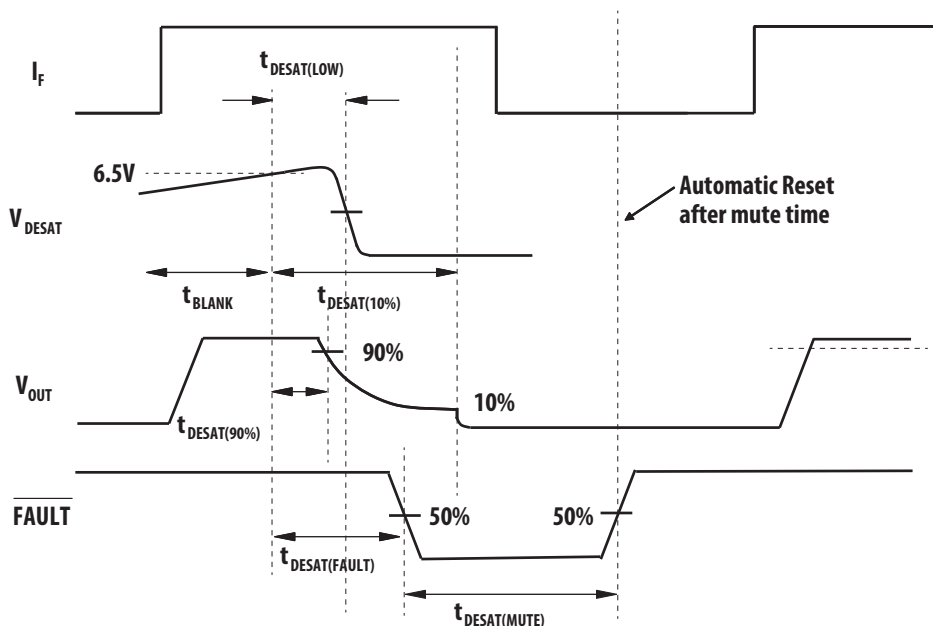 I_F
t_DESAT(LOW)
6.5V
Automatic Reset
after mute time
V_DESAT
t_BLANK
t_DESAT(10%)
90%
V_OUT
10%
t_DESAT(90%)
FAULT
50%
50%
t_DESAT(FAULT)
t_DESAT(MUTE)